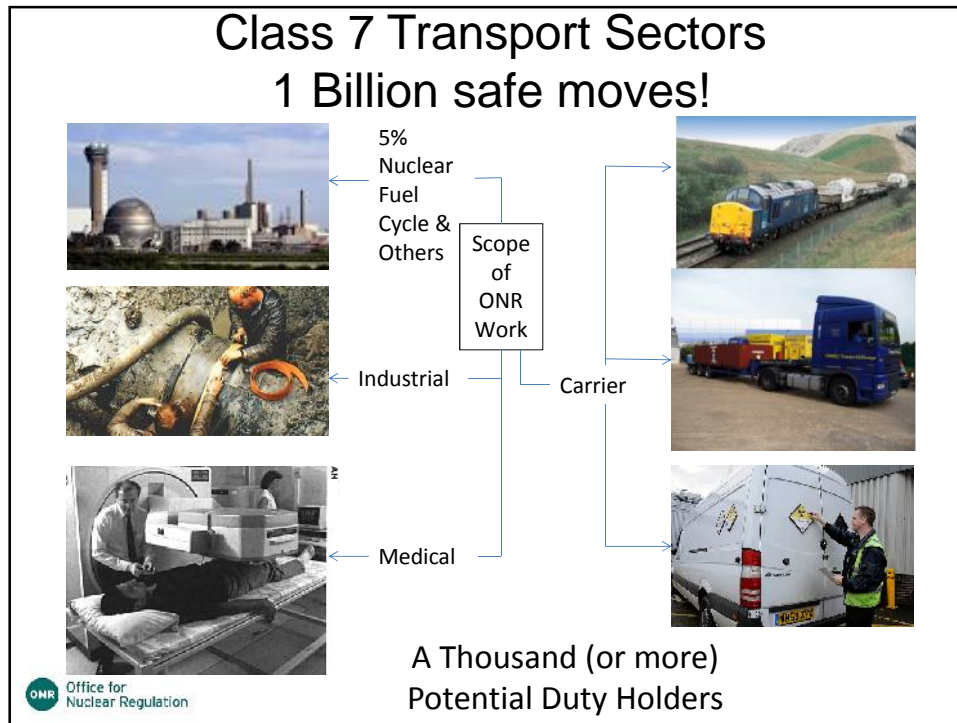 Class 7 Transport Sectors
1 Billion safe moves!
5%
Nuclear
Fuel
Cycle &
Others
Scope
of
ONR
Work
Industrial
Carrier
Medical
A Thousand (or more)
Potential Duty Holders
ONR
Office for
Nuclear Regulation